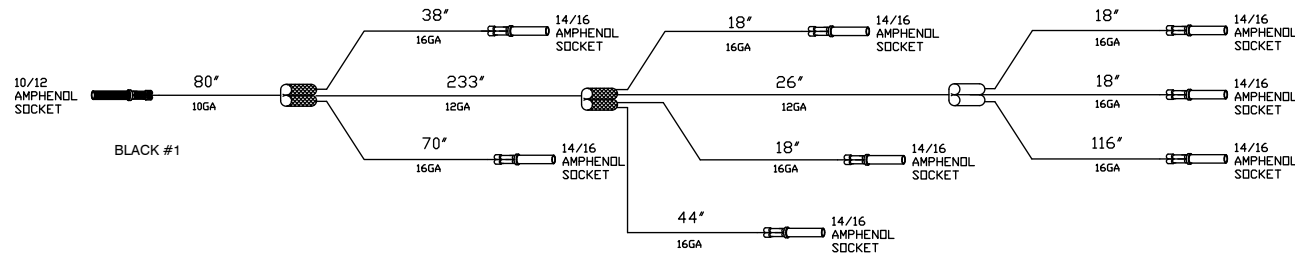 10/12
AMPHENOL
SOCKET
80"
10GA
BLACK #1
38"
16GA
14/16
AMPHENOL
SOCKET
233"
12GA
70"
16GA
14/16
AMPHENOL
SOCKET
18"
16GA
14/16
AMPHENOL
SOCKET
26"
12GA
18"
16GA
14/16
AMPHENOL
SOCKET
44"
16GA
14/16
AMPHENOL
SOCKET
18"
16GA
14/16
AMPHENOL
SOCKET
18"
16GA
14/16
AMPHENOL
SOCKET
116"
16GA
14/16
AMPHENOL
SOCKET